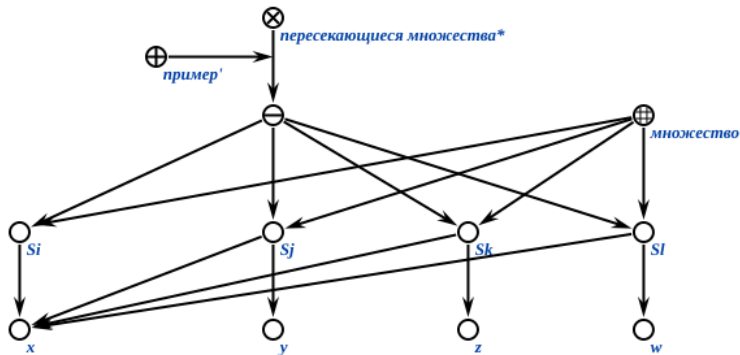 пересекающиеся множества*
пример'
множество
Si
Sj
Sk
Sl
x
y
z
w